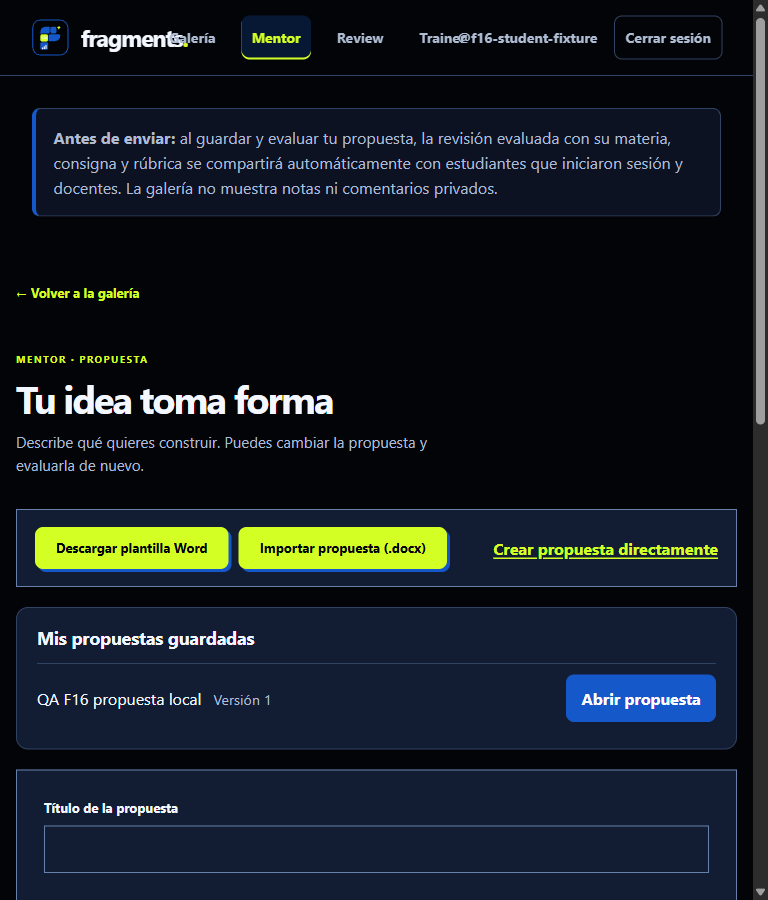 fragments.
Galería
Mentor
Review
Trainee@f16-student-fixture
Cerrar sesión
Antes de enviar: al guardar y evaluar tu propuesta, la revisión evaluada con su materia,
consigna y rúbrica se compartirá automáticamente con estudiantes que iniciaron sesión y
docentes. La galería no muestra notas ni comentarios privados.
← Volver a la galería
MENTOR · PROPUESTA
Tu idea toma forma
Describe qué quieres construir. Puedes cambiar la propuesta y
evaluarla de nuevo.
Descargar plantilla Word
Importar propuesta (.docx)
Crear propuesta directamente
Mis propuestas guardadas
QA F16 propuesta local Versión 1
Abrir propuesta
Título de la propuesta